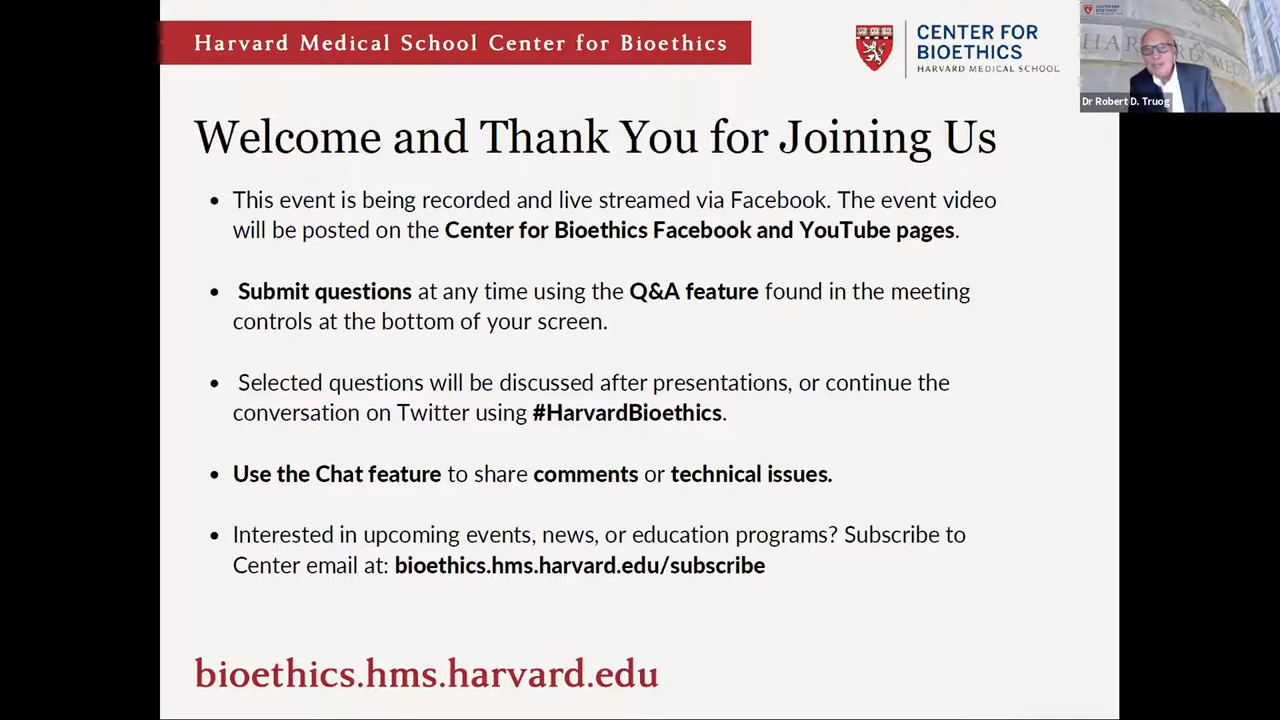 Harvard Medical School Center for Bioethics
CENTER FOR
BIOETHICS
HARVARD MEDICAL SCHOOL
Dr Robert D. Truog
Welcome and Thank You for Joining Us
• This event is being recorded and live streamed via Facebook. The event video
will be posted on the Center for Bioethics Facebook and YouTube pages.
• Submit questions at any time using the Q&A feature found in the meeting
controls at the bottom of your screen.
• Selected questions will be discussed after presentations, or continue the
conversation on Twitter using #HarvardBioethics.
• Use the Chat feature to share comments or technical issues.
• Interested in upcoming events, news, or education programs? Subscribe to
Center email at: bioethics.hms.harvard.edu/subscribe
bioethics.hms.harvard.edu